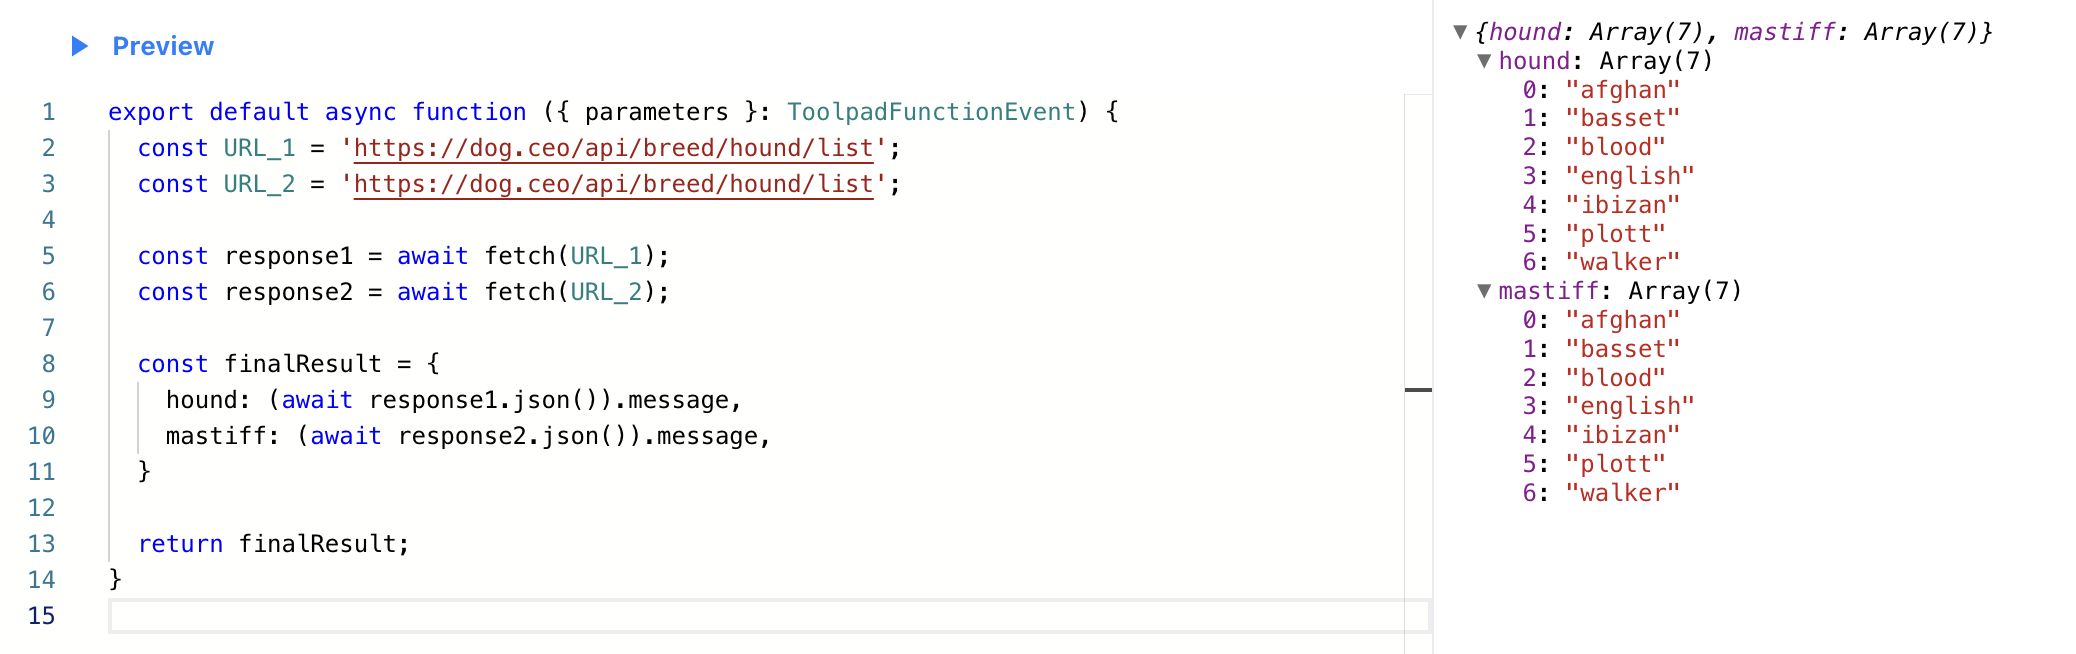 Preview
1 export default async function ({ parameters }: ToolpadFunctionEvent) {
2 const URL_1 = 'https://dog.ceo/api/breed/hound/list';
3 const URL_2 = 'https://dog.ceo/api/breed/hound/list';
4
5 const response1 = await fetch(URL_1);
6 const response2 = await fetch(URL_2);
7
8 const finalResult = {
9 hound: (await response1.json()).message,
10 mastiff: (await response2.json()).message,
11 }
12
13 return finalResult;
14 }
15
{hound: Array(7), mastiff: Array(7)}
hound: Array(7)
0: "afghan"
1: "basset"
2: "blood"
3: "english"
4: "ibizan"
5: "plott"
6: "walker"
mastiff: Array(7)
0: "afghan"
1: "basset"
2: "blood"
3: "english"
4: "ibizan"
5: "plott"
6: "walker"